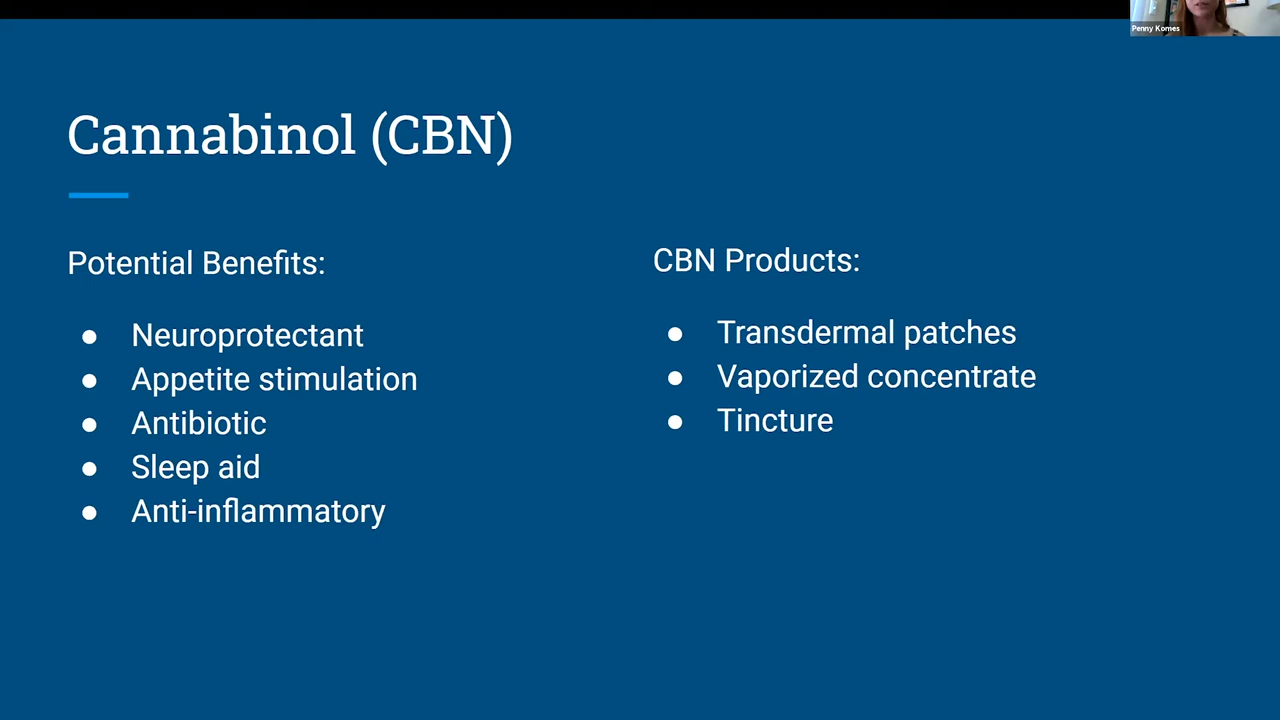 Penny Komes
Cannabinol (CBN)
Potential Benefits:
● Neuroprotectant
● Appetite stimulation
● Antibiotic
● Sleep aid
● Anti-inflammatory
CBN Products:
● Transdermal patches
● Vaporized concentrate
● Tincture